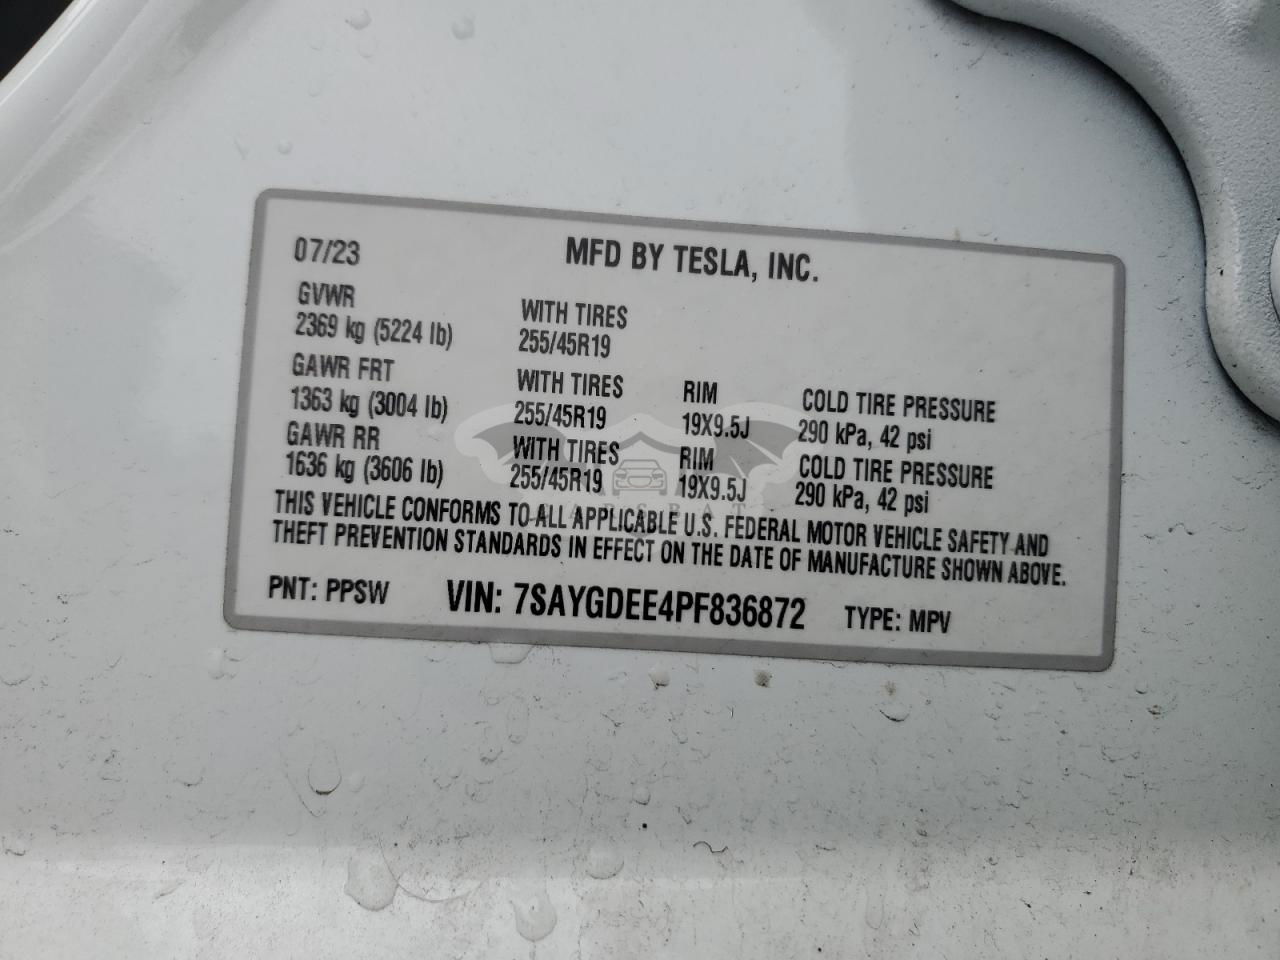 07/23 MFD BY TESLA, INC.
GVWR WITH TIRES
2369 kg (5224 lb) 255/45R19
GAWR FRT WITH TIRES RIM COLD TIRE PRESSURE
1363 kg (3004 lb) 255/45R19 19X9.5J 290 kPa, 42 psi
GAWR RR WITH TIRES RIM COLD TIRE PRESSURE
1636 kg (3606 lb) 255/45R19 19X9.5J 290 kPa, 42 psi
THIS VEHICLE CONFORMS TO ALL APPLICABLE U.S. FEDERAL MOTOR VEHICLE SAFETY AND
THEFT PREVENTION STANDARDS IN EFFECT ON THE DATE OF MANUFACTURE SHOWN ABOVE.
PNT: PPSW VIN: 7SAYGDEE4PF836872 TYPE: MPV